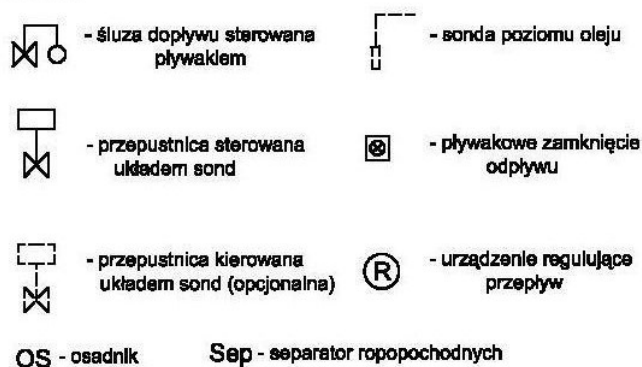 - śluza dopływu sterowana
pływakiem
- sonda poziomu oleju
- przepustnica sterowana
układem sond
- pływakowe zamknięcie
odpływu
- przepustnica kierowana
układem sond (opcjonalna)
R
- urządzenie regulujące
przepływ
OS - osadnik
Sep - separator ropopochodnych